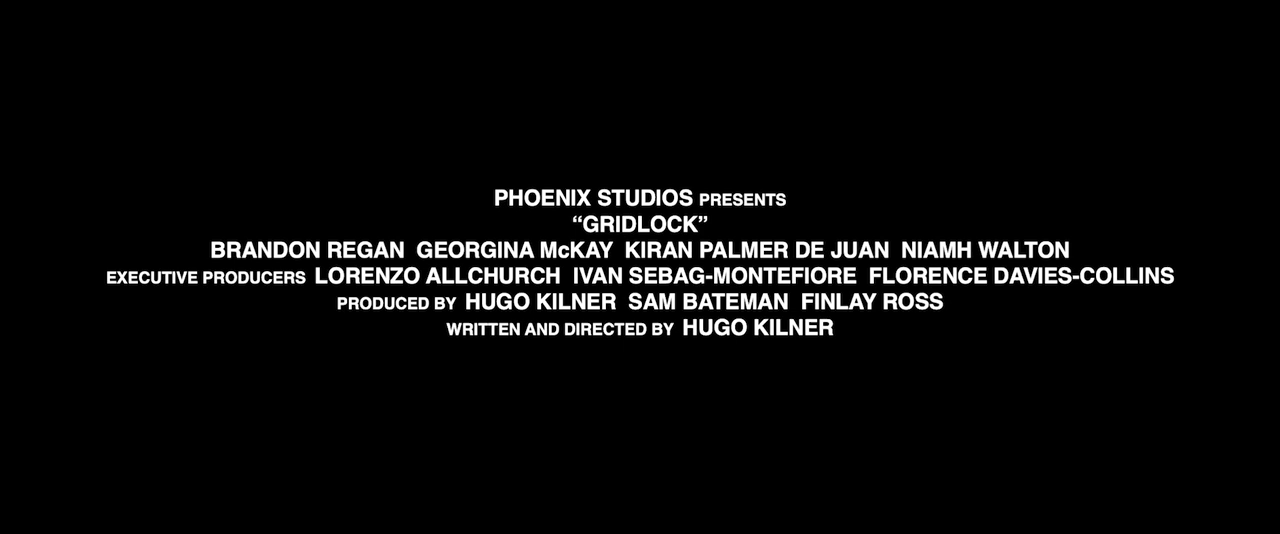 PHOENIX STUDIOS PRESENTS
“GRIDLOCK”
BRANDON REGAN GEORGINA McKAY KIRAN PALMER DE JUAN NIAMH WALTON
EXECUTIVE PRODUCERS LORENZO ALLCHURCH IVAN SEBAG-MONTEFIORE FLORENCE DAVIES-COLLINS
PRODUCED BY HUGO KILNER SAM BATEMAN FINLAY ROSS
WRITTEN AND DIRECTED BY HUGO KILNER